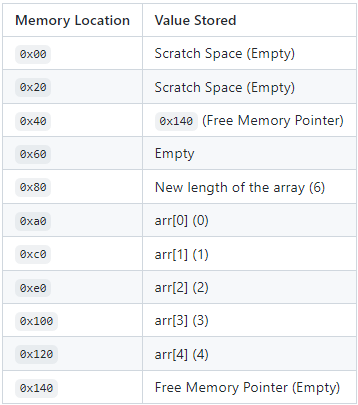 Memory Location Value Stored
0x00 Scratch Space (Empty)
0x20 Scratch Space (Empty)
0x40 0x140 (Free Memory Pointer)
0x60 Empty
0x80 New length of the array (6)
0xa0 arr[0] (0)
0xc0 arr[1] (1)
0xe0 arr[2] (2)
0x100 arr[3] (3)
0x120 arr[4] (4)
0x140 Free Memory Pointer (Empty)